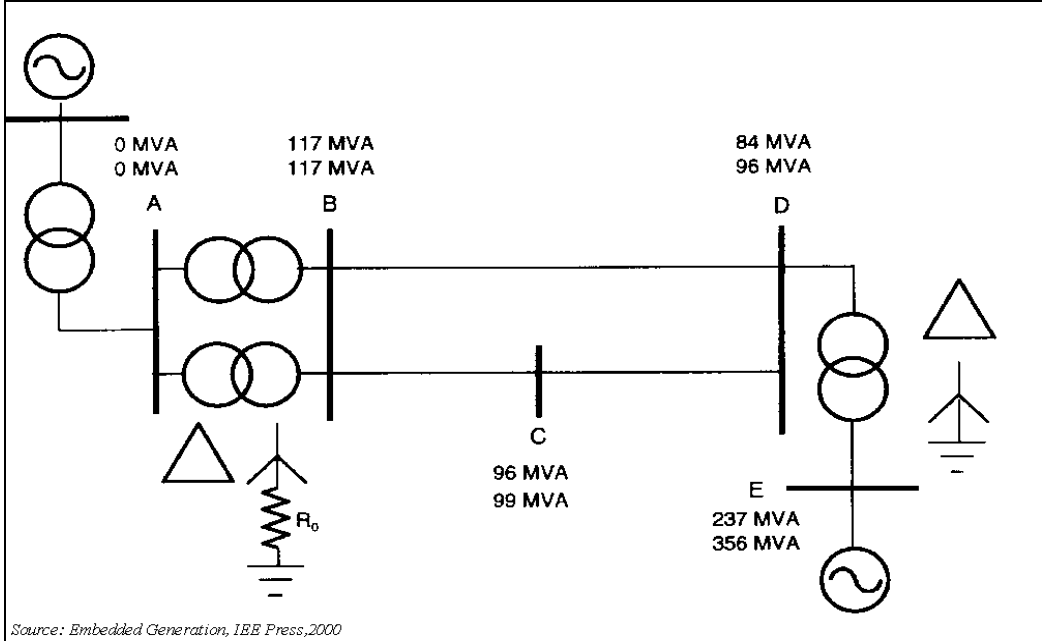 0 MVA
0 MVA
A
117 MVA
117 MVA
B
84 MVA
96 MVA
D
C
96 MVA
99 MVA
R₀
E
237 MVA
356 MVA
Source: Embedded Generation, IEE Press,2000